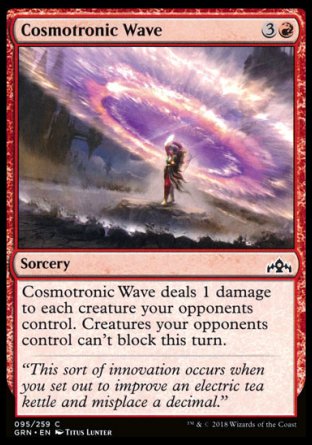 Cosmotronic Wave 3
Sorcery
Cosmotronic Wave deals 1 damage
to each creature your opponents
control. Creatures your opponents
control can't block this turn.
"This sort of innovation occurs when
you set out to improve an electric tea
kettle and misplace a decimal."
095/259 C
GRN • EN Titus Lunter
™ & © 2018 Wizards of the Coast